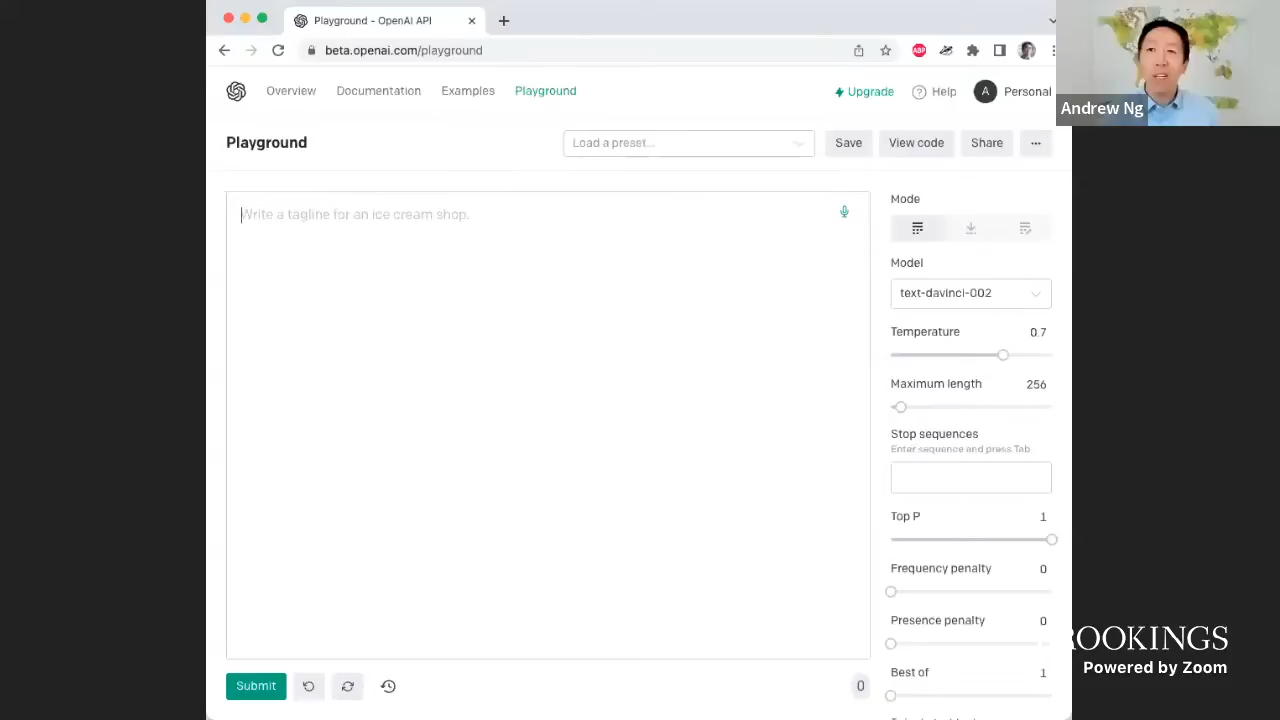 Playground - OpenAI API
beta.openai.com/playground
ABP
Andrew Ng
Overview Documentation Examples Playground Upgrade Help A Personal
Playground Load a preset... Save View code Share ...
Write a tagline for an ice cream shop.
Mode
Model
text-davinci-002
Temperature 0.7
Maximum length 256
Stop sequences
Enter sequence and press Tab
Top P 1
Frequency penalty 0
Presence penalty 0
ROOKINGS
Powered by Zoom
Best of 1
Submit 0